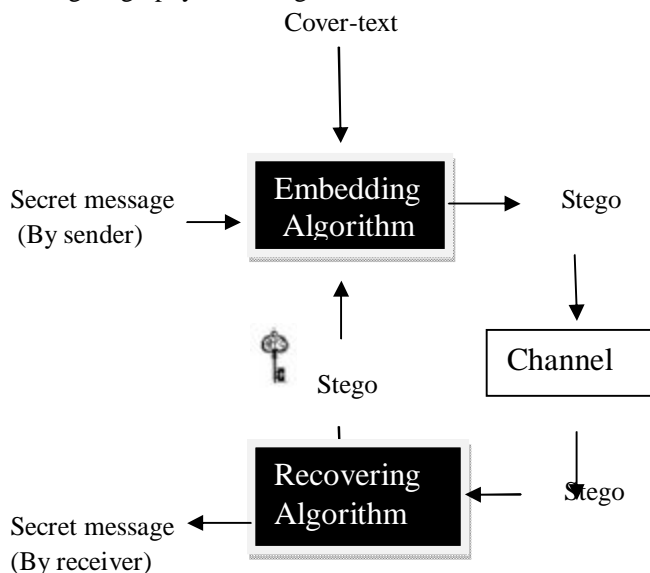 Cover-text
Embedding
Algorithm
Secret message
(By sender)
Stego
Channel
Stego
Recovering
Algorithm
Stego
Secret message
(By receiver)